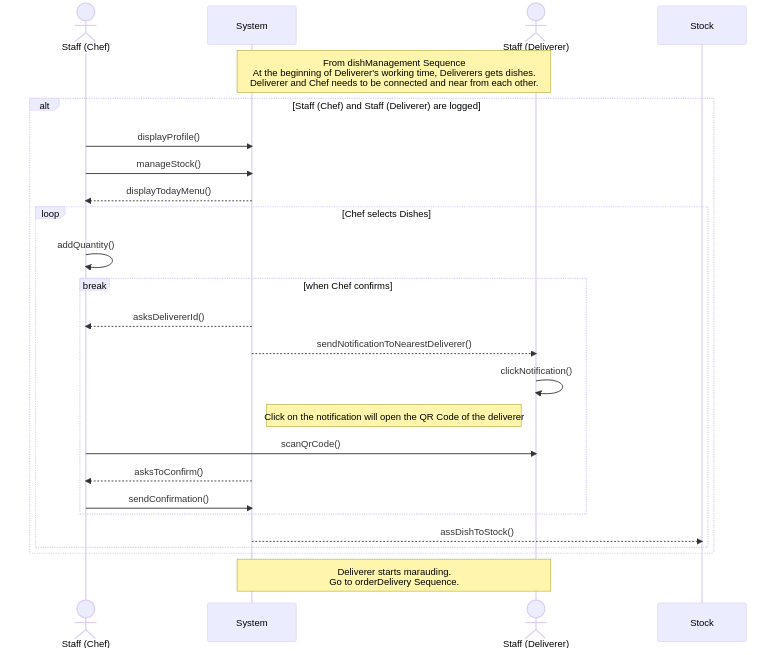 Staff (Chef)
System
Staff (Deliverer)
Stock
From dishManagement Sequence
At the beginning of Deliverer's working time, Deliverers gets dishes.
Deliverer and Chef needs to be connected and near from each other.
alt
[Staff (Chef) and Staff (Deliverer) are logged]
displayProfile()
manageStock()
displayTodayMenu()
loop
[Chef selects Dishes]
addQuantity()
break
[when Chef confirms]
asksDelivererId()
sendNotificationToNearestDeliverer()
clickNotification()
Click on the notification will open the QR Code of the deliverer
scanQrCode()
asksToConfirm()
sendConfirmation()
assDishToStock()
Deliverer starts marauding.
Go to orderDelivery Sequence.
Staff (Chef)
System
Staff (Deliverer)
Stock